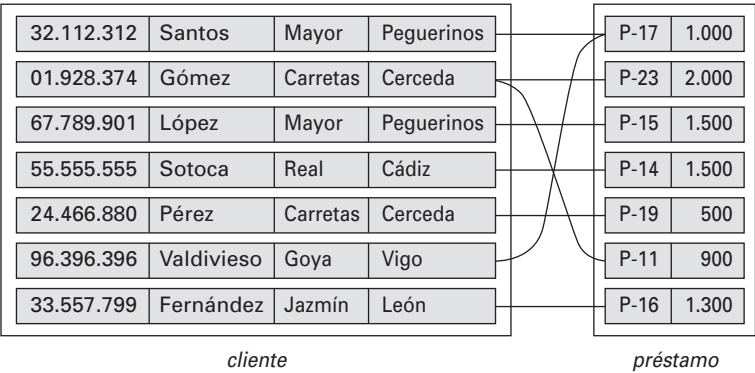 32.112.312 Santos Mayor Peguerinos P-17 1.000
01.928.374 Gómez Carretas Cerceda P-23 2.000
67.789.901 López Mayor Peguerinos P-15 1.500
55.555.555 Sotoca Real Cádiz P-14 1.500
24.466.880 Pérez Carretas Cerceda P-19 500
96.396.396 Valdivieso Goya Vigo P-11 900
33.557.799 Fernández Jazmín León P-16 1.300
cliente préstamo